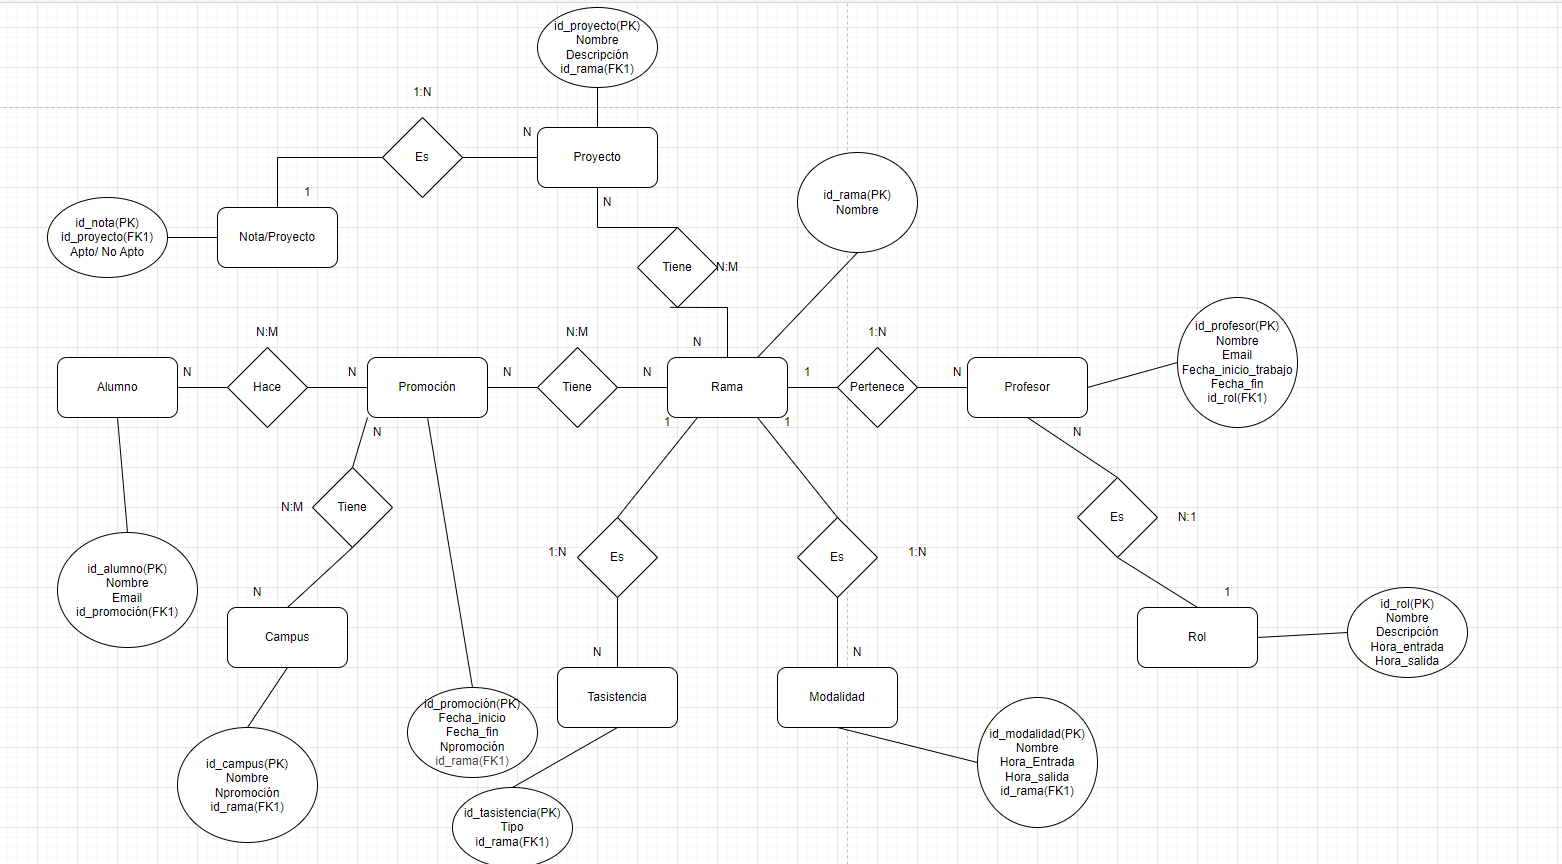 id_proyecto(PK)
Nombre
Descripción
id_rama(FK1)
1:N
Es
N
Proyecto
1
N
id_nota(PK)
id_proyecto(FK1)
Apto/ No Apto
Nota/Proyecto
Tiene
N:M
id_rama(PK)
Nombre
N
Alumno
N
N:M
Hace
N
Promoción
N
N:M
Tiene
N
Rama
1
1:N
Pertenece
N
Profesor
id_profesor(PK)
Nombre
Email
Fecha_inicio_trabajo
Fecha_fin
id_rol(FK1)
N
1
1
N
N:M
Tiene
N
Campus
1:N
Es
N
Tasistencia
Es
1:N
N
Modalidad
Es
N:1
1
Rol
id_rol(PK)
Nombre
Descripción
Hora_entrada
Hora_salida
id_alumno(PK)
Nombre
Email
id_promoción(FK1)
id_campus(PK)
Nombre
Npromoción
id_rama(FK1)
id_promoción(PK)
Fecha_inicio
Fecha_fin
Npromoción
id_rama(FK1)
id_tasistencia(PK)
Tipo
id_rama(FK1)
id_modalidad(PK)
Nombre
Hora_Entrada
Hora_salida
id_rama(FK1)